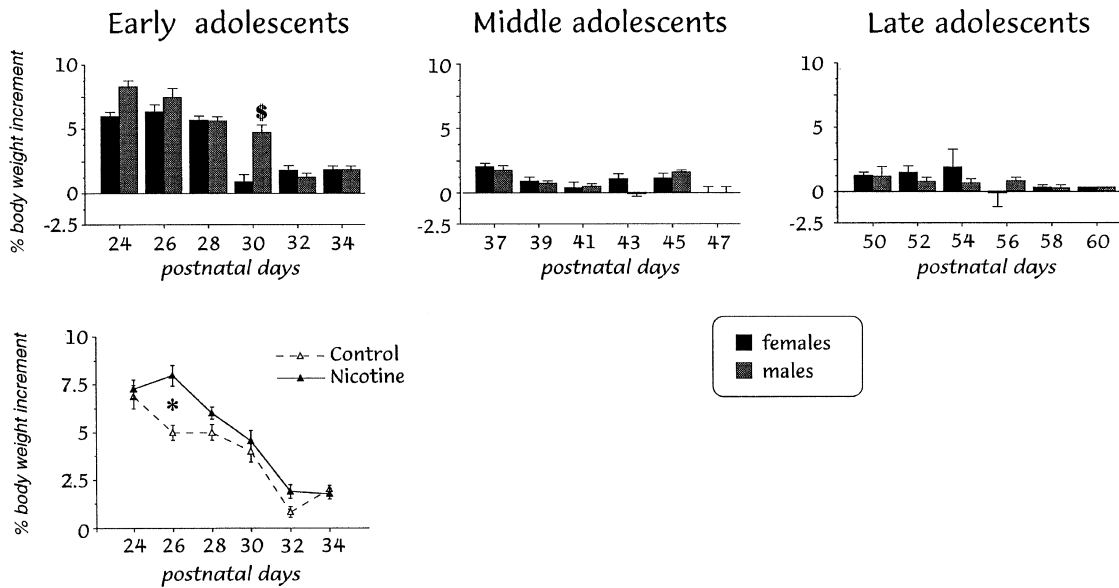 Early adolescents
Middle adolescents
Late adolescents
% body weight increment
10
5
0
-2.5
24 26 28 30 32 34
postnatal days
$
10
5
0
-2.5
37 39 41 43 45 47
postnatal days
10
5
0
-2.5
50 52 54 56 58 60
postnatal days
% body weight increment
10
7.5
5
2.5
0
24 26 28 30 32 34
postnatal days
*
Control
Nicotine
females
males